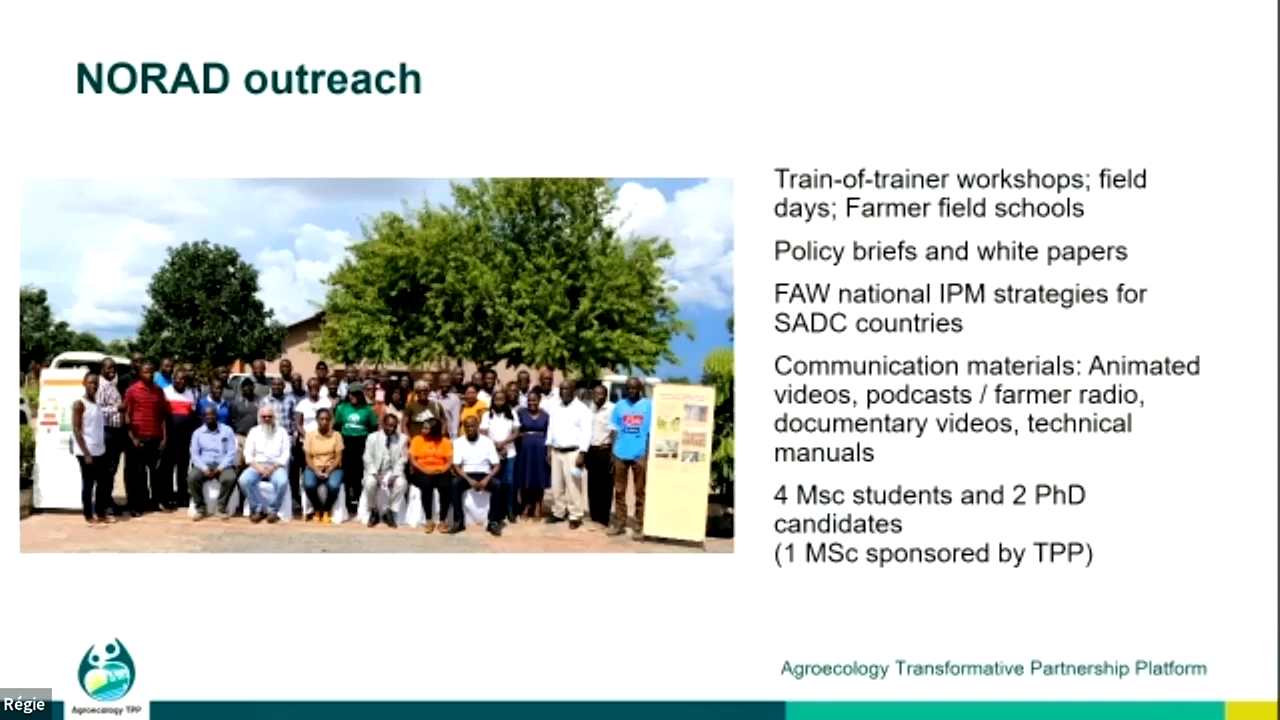 NORAD outreach
Train-of-trainer workshops; field
days; Farmer field schools
Policy briefs and white papers
FAW national IPM strategies for
SADC countries
Communication materials: Animated
videos, podcasts / farmer radio,
documentary videos, technical
manuals
4 Msc students and 2 PhD
candidates
(1 MSc sponsored by TPP)
Agroecology Transformative Partnership Platform
Régie
Agroecology TPP